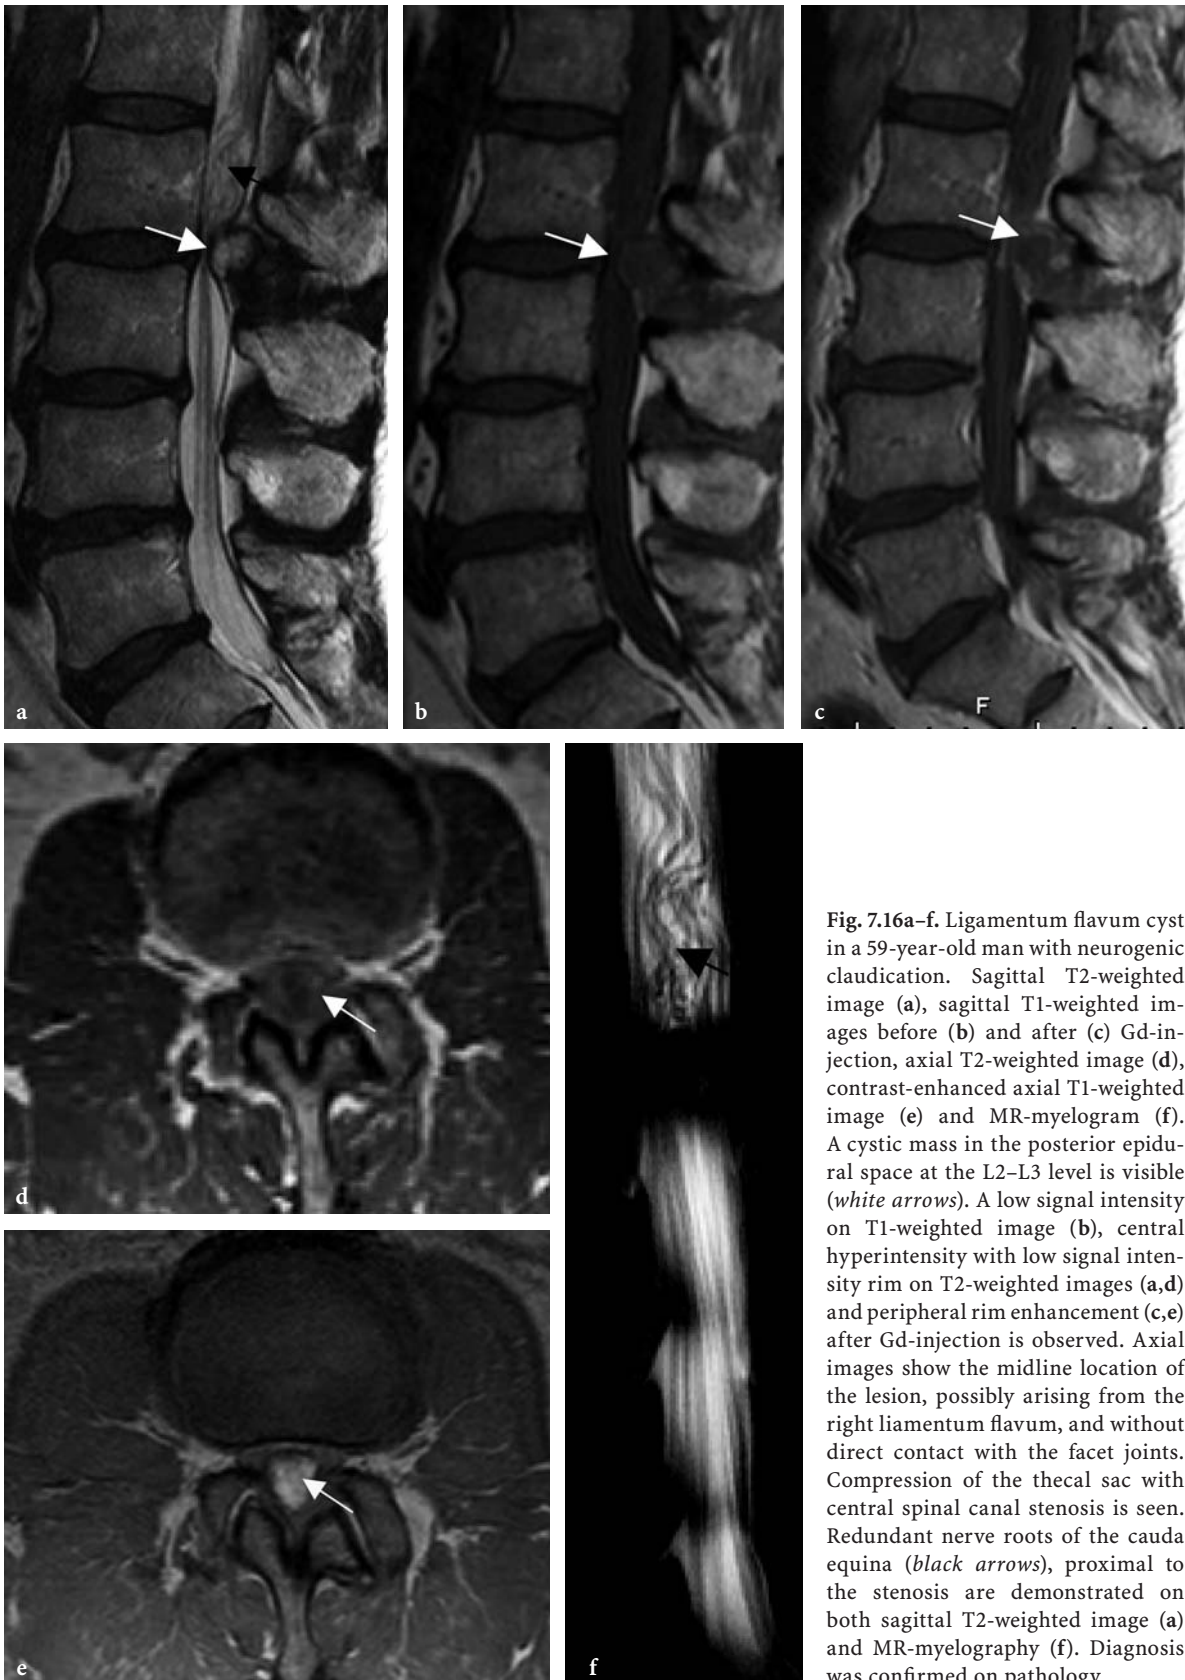 F
a
b
c
d
e
f
Fig. 7.16a–f. Ligamentum flavum cyst
in a 59-year-old man with neurogenic
claudication. Sagittal T2-weighted
image (a), sagittal T1-weighted im-
ages before (b) and after (c) Gd-in-
jection, axial T2-weighted image (d),
contrast-enhanced axial T1-weighted
image (e) and MR-myelogram (f).
A cystic mass in the posterior epidu-
ral space at the L2–L3 level is visible
(white arrows). A low signal intensity
on T1-weighted image (b), central
hyperintensity with low signal inten-
sity rim on T2-weighted images (a,d)
and peripheral rim enhancement (c,e)
after Gd-injection is observed. Axial
images show the midline location of
the lesion, possibly arising from the
right liamentum flavum, and without
direct contact with the facet joints.
Compression of the thecal sac with
central spinal canal stenosis is seen.
Redundant nerve roots of the cauda
equina (black arrows), proximal to
the stenosis are demonstrated on
both sagittal T2-weighted image (a)
and MR-myelography (f). Diagnosis
was confirmed on pathology